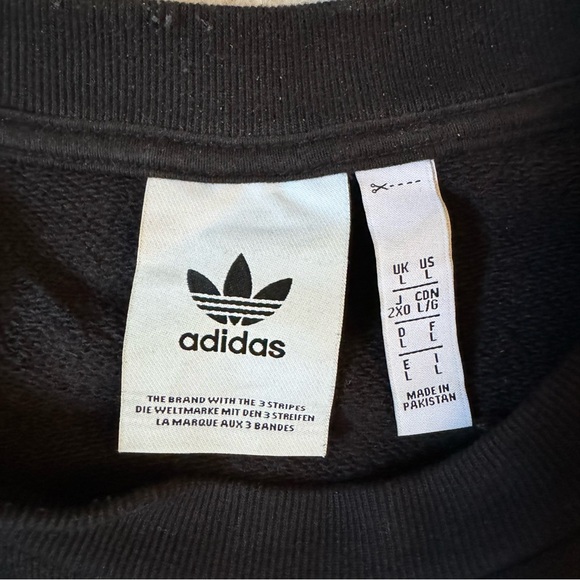 adidas
THE BRAND WITH THE 3 STRIPES
DIE WELTMARKE MIT DEN 3 STREIFEN
LA MARQUE AUX 3 BANDES
UK US
L L
J CDN
2XO L/G
D F
L L
E I
L L
MADE IN
PAKISTAN